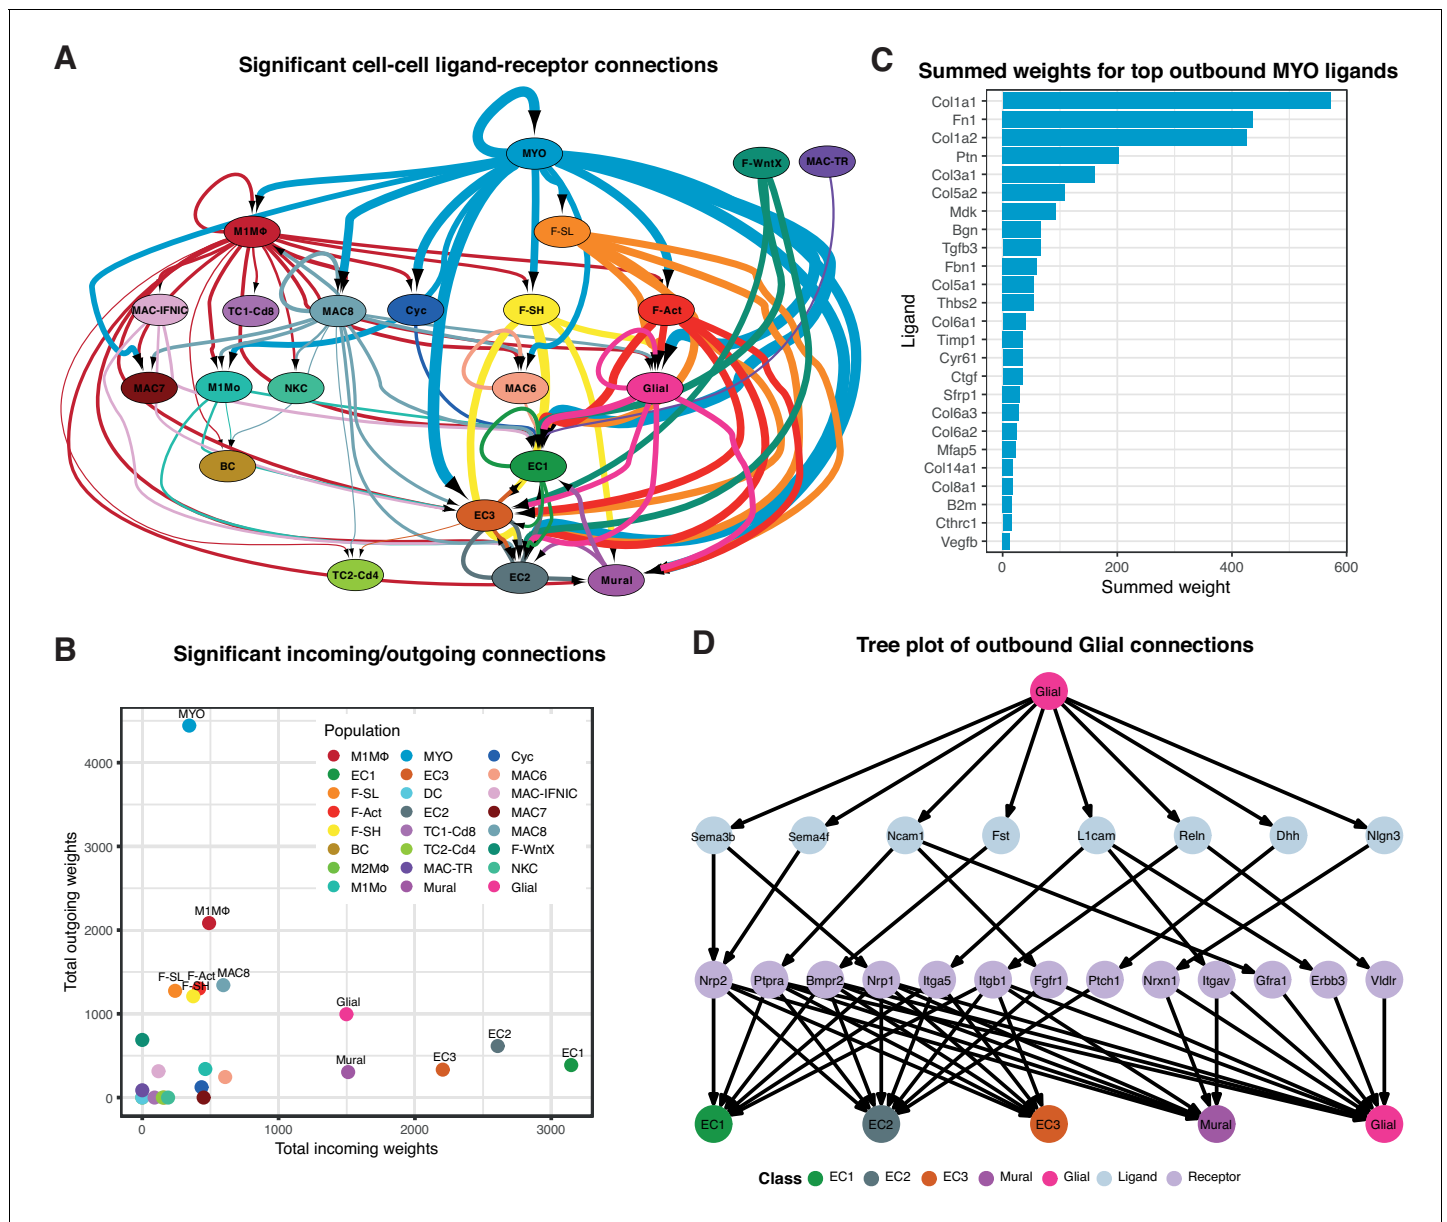 A
Significant cell-cell ligand-receptor connections
MYO
F-WntX
MAC-TR
M1MΦ
F-SL
MAC-IFNIC
TC1-Cd8
MAC8
Cyc
F-SH
F-Act
MAC7
M1Mo
NKC
MAC6
Glial
BC
EC1
EC3
TC2-Cd4
EC2
Mural
C
Summed weights for top outbound MYO ligands
Ligand
Col1a1
Fn1
Col1a2
Ptn
Col3a1
Col5a2
Mdk
Bgn
Tgfb3
Fbn1
Col5a1
Thbs2
Col6a1
Timp1
Cyr61
Ctgf
Sfrp1
Col6a3
Col6a2
Mfap5
Col14a1
Col8a1
B2m
Cthrc1
Vegfb
0 200 400 600
Summed weight
B
Significant incoming/outgoing connections
Total outgoing weights
4000
3000
2000
1000
0
MYO
M1MΦ
F-SL F-Act MAC8
F-SH
Glial
Mural
EC3
EC2
EC1
Population
M1MΦ MYO Cyc
EC1 EC3 MAC6
F-SL DC MAC-IFNIC
F-Act EC2 MAC7
F-SH TC1-Cd8 MAC8
BC TC2-Cd4 F-WntX
M2MΦ MAC-TR NKC
M1Mo Mural Glial
0 1000 2000 3000
Total incoming weights
D
Tree plot of outbound Glial connections
Glial
Sema3b Sema4f Ncam1 Fst L1cam Reln Dhh Nlgn3
Nrp2 Ptpra Bmpr2 Nrp1 Itga5 Itgb1 Fgfr1 Ptch1 Nrxn1 Itgav Gfra1 Erbb3 Vldlr
EC1 EC2 EC3 Mural Glial
Class EC1 EC2 EC3 Mural Glial Ligand Receptor